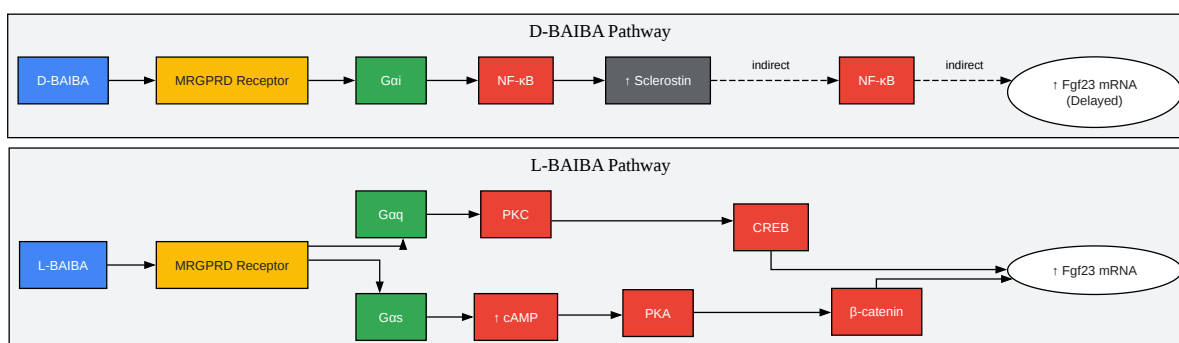 D-BAIBA Pathway
D-BAIBA
MRGPRD Receptor
Gαi
NF-κB
↑ Sclerostin
indirect
NF-κB
indirect
↑ Fgf23 mRNA
(Delayed)
L-BAIBA Pathway
L-BAIBA
MRGPRD Receptor
Gαq
PKC
CREB
Gαs
↑ cAMP
PKA
β-catenin
↑ Fgf23 mRNA